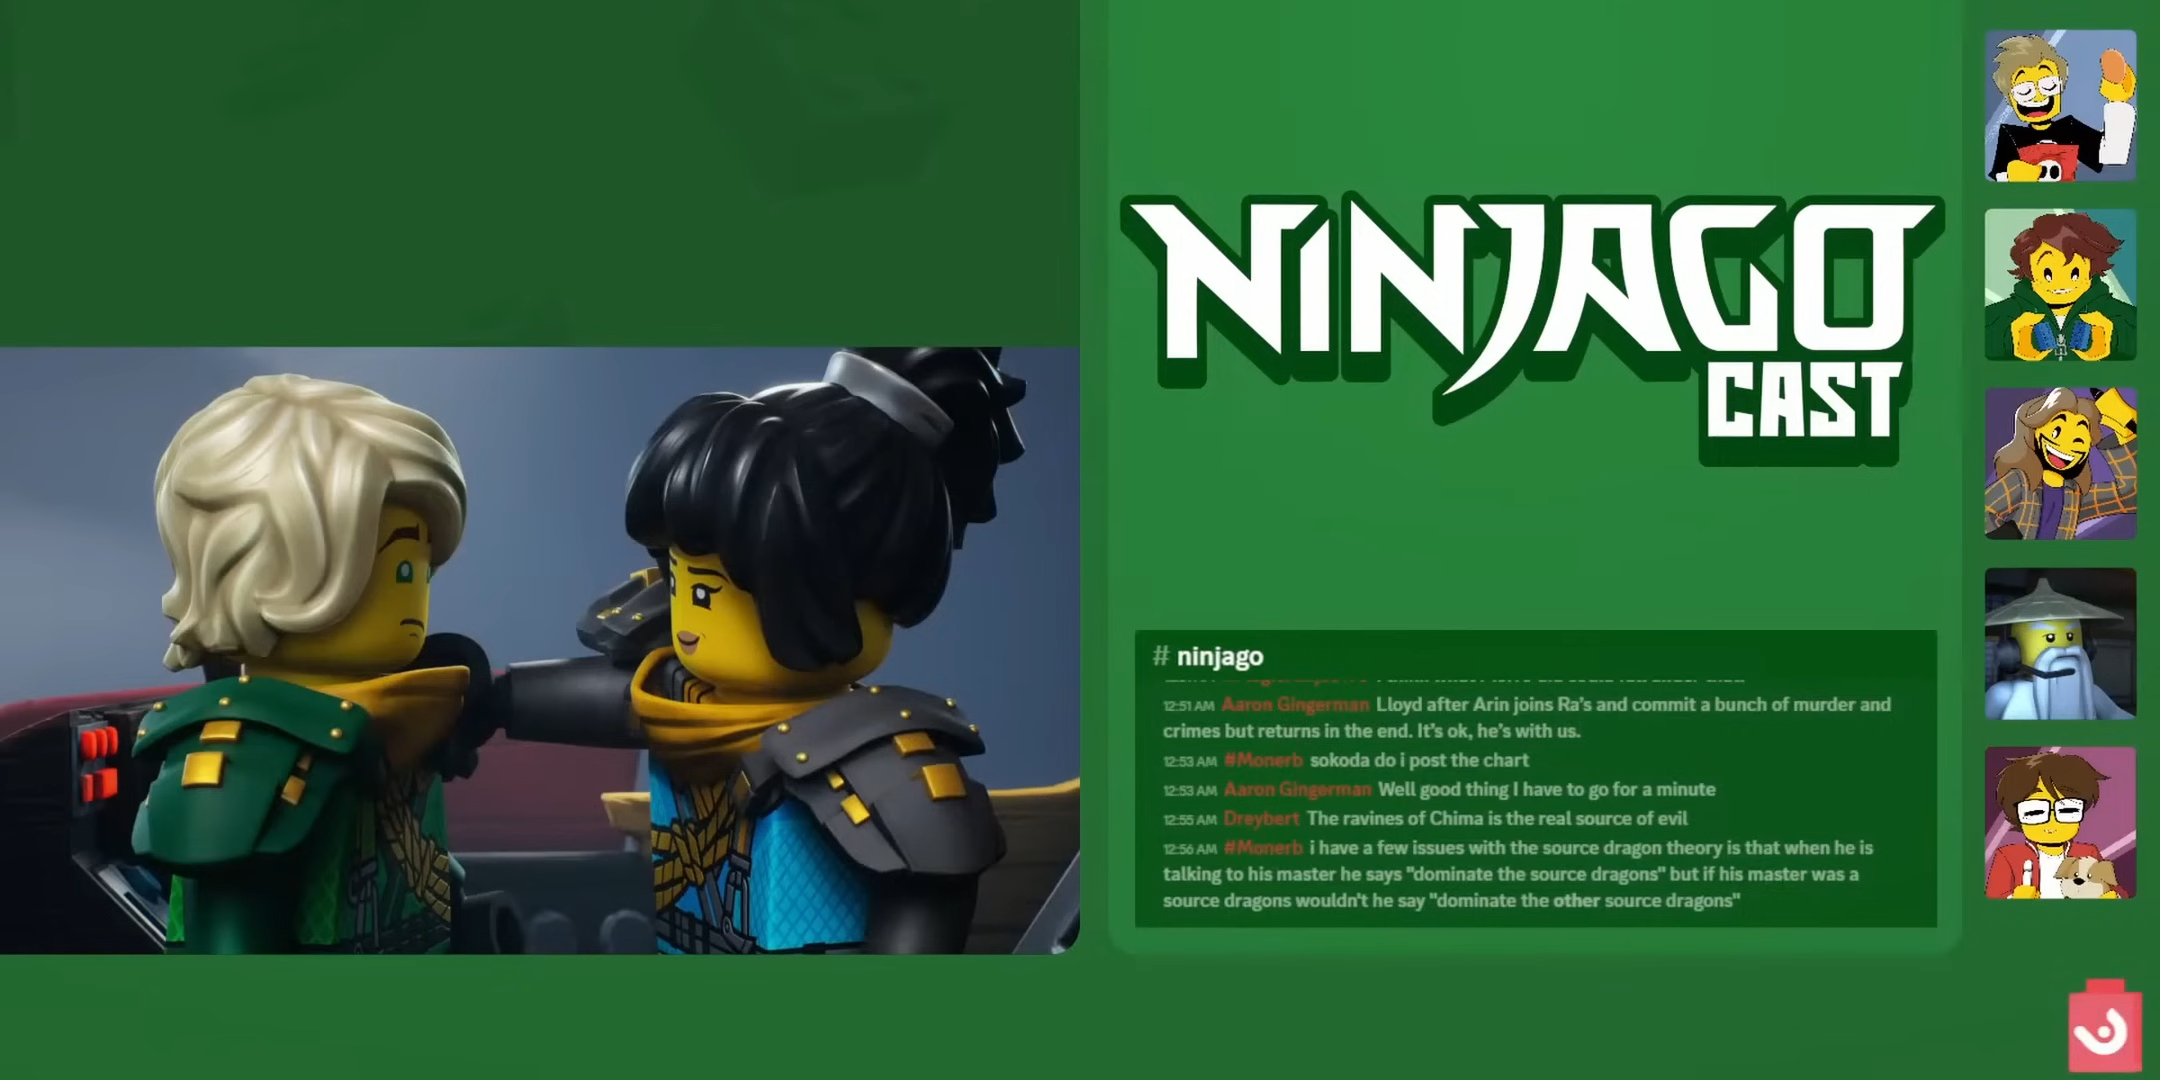 NINJAGO
CAST
# ninjago
12:51 AM Aaron Gingerman Lloyd after Arin joins Ra's and commit a bunch of murder and
crimes but returns in the end. It's ok, he's with us.
12:53 AM #Monerb sokoda do i post the chart
12:53 AM Aaron Gingerman Well good thing I have to go for a minute
12:55 AM Dreybert The ravines of Chima is the real source of evil
12:56 AM #Monerb i have a few issues with the source dragon theory is that when he is
talking to his master he says "dominate the source dragons" but if his master was a
source dragons wouldn't he say "dominate the other source dragons"